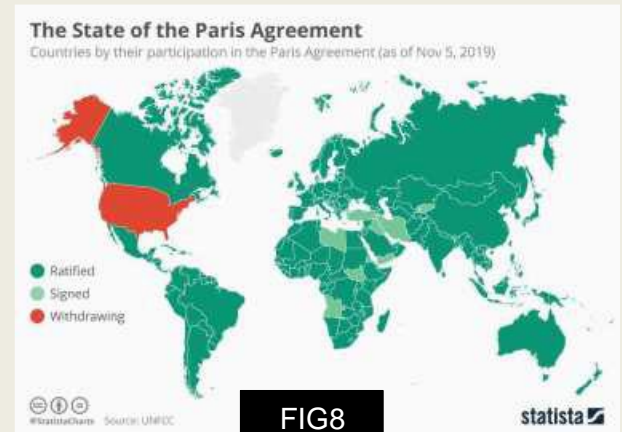 The State of the Paris Agreement
Countries by their participation in the Paris Agreement (as of Nov 5, 2019)
Ratified
Signed
Withdrawing
@StatistaCharts Source: UNFCC
FIG8
statista